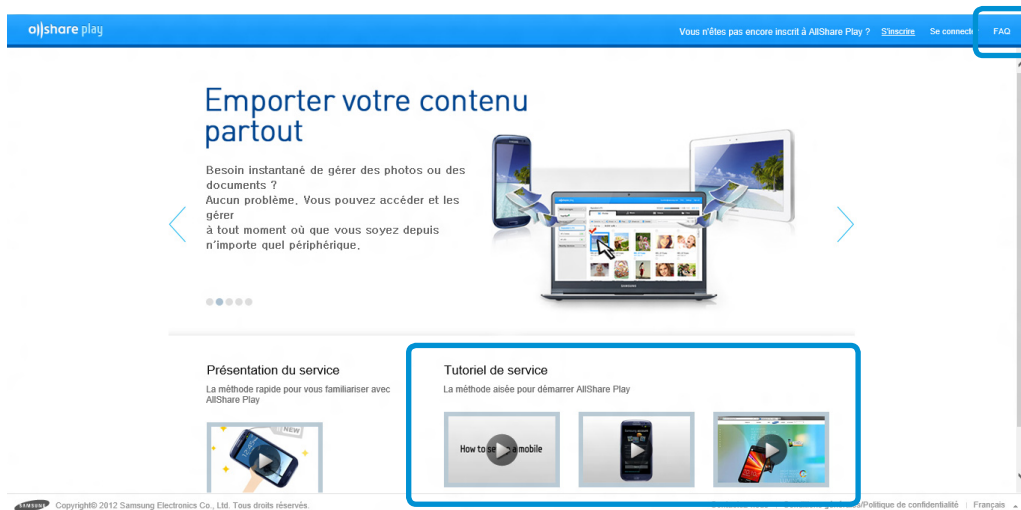 allshare play
Vous n'êtes pas encore inscrit à AllShare Play ? S'inscrire Se connecte FAQ
Emporter votre contenu
partout
Besoin instantané de gérer des photos ou des
documents ?
Aucun problème. Vous pouvez accéder et les
gérer
à tout moment où que vous soyez depuis
n'importe quel périphérique.
SAMSUNG
Présentation du service
La méthode rapide pour vous familiariser avec
AllShare Play
NEW
Tutoriel de service
La méthode aisée pour démarrer AllShare Play
How to se mobile
SAMSUNG
Copyright© 2012 Samsung Electronics Co., Ltd. Tous droits réservés.
/Politique de confidentialité | Français